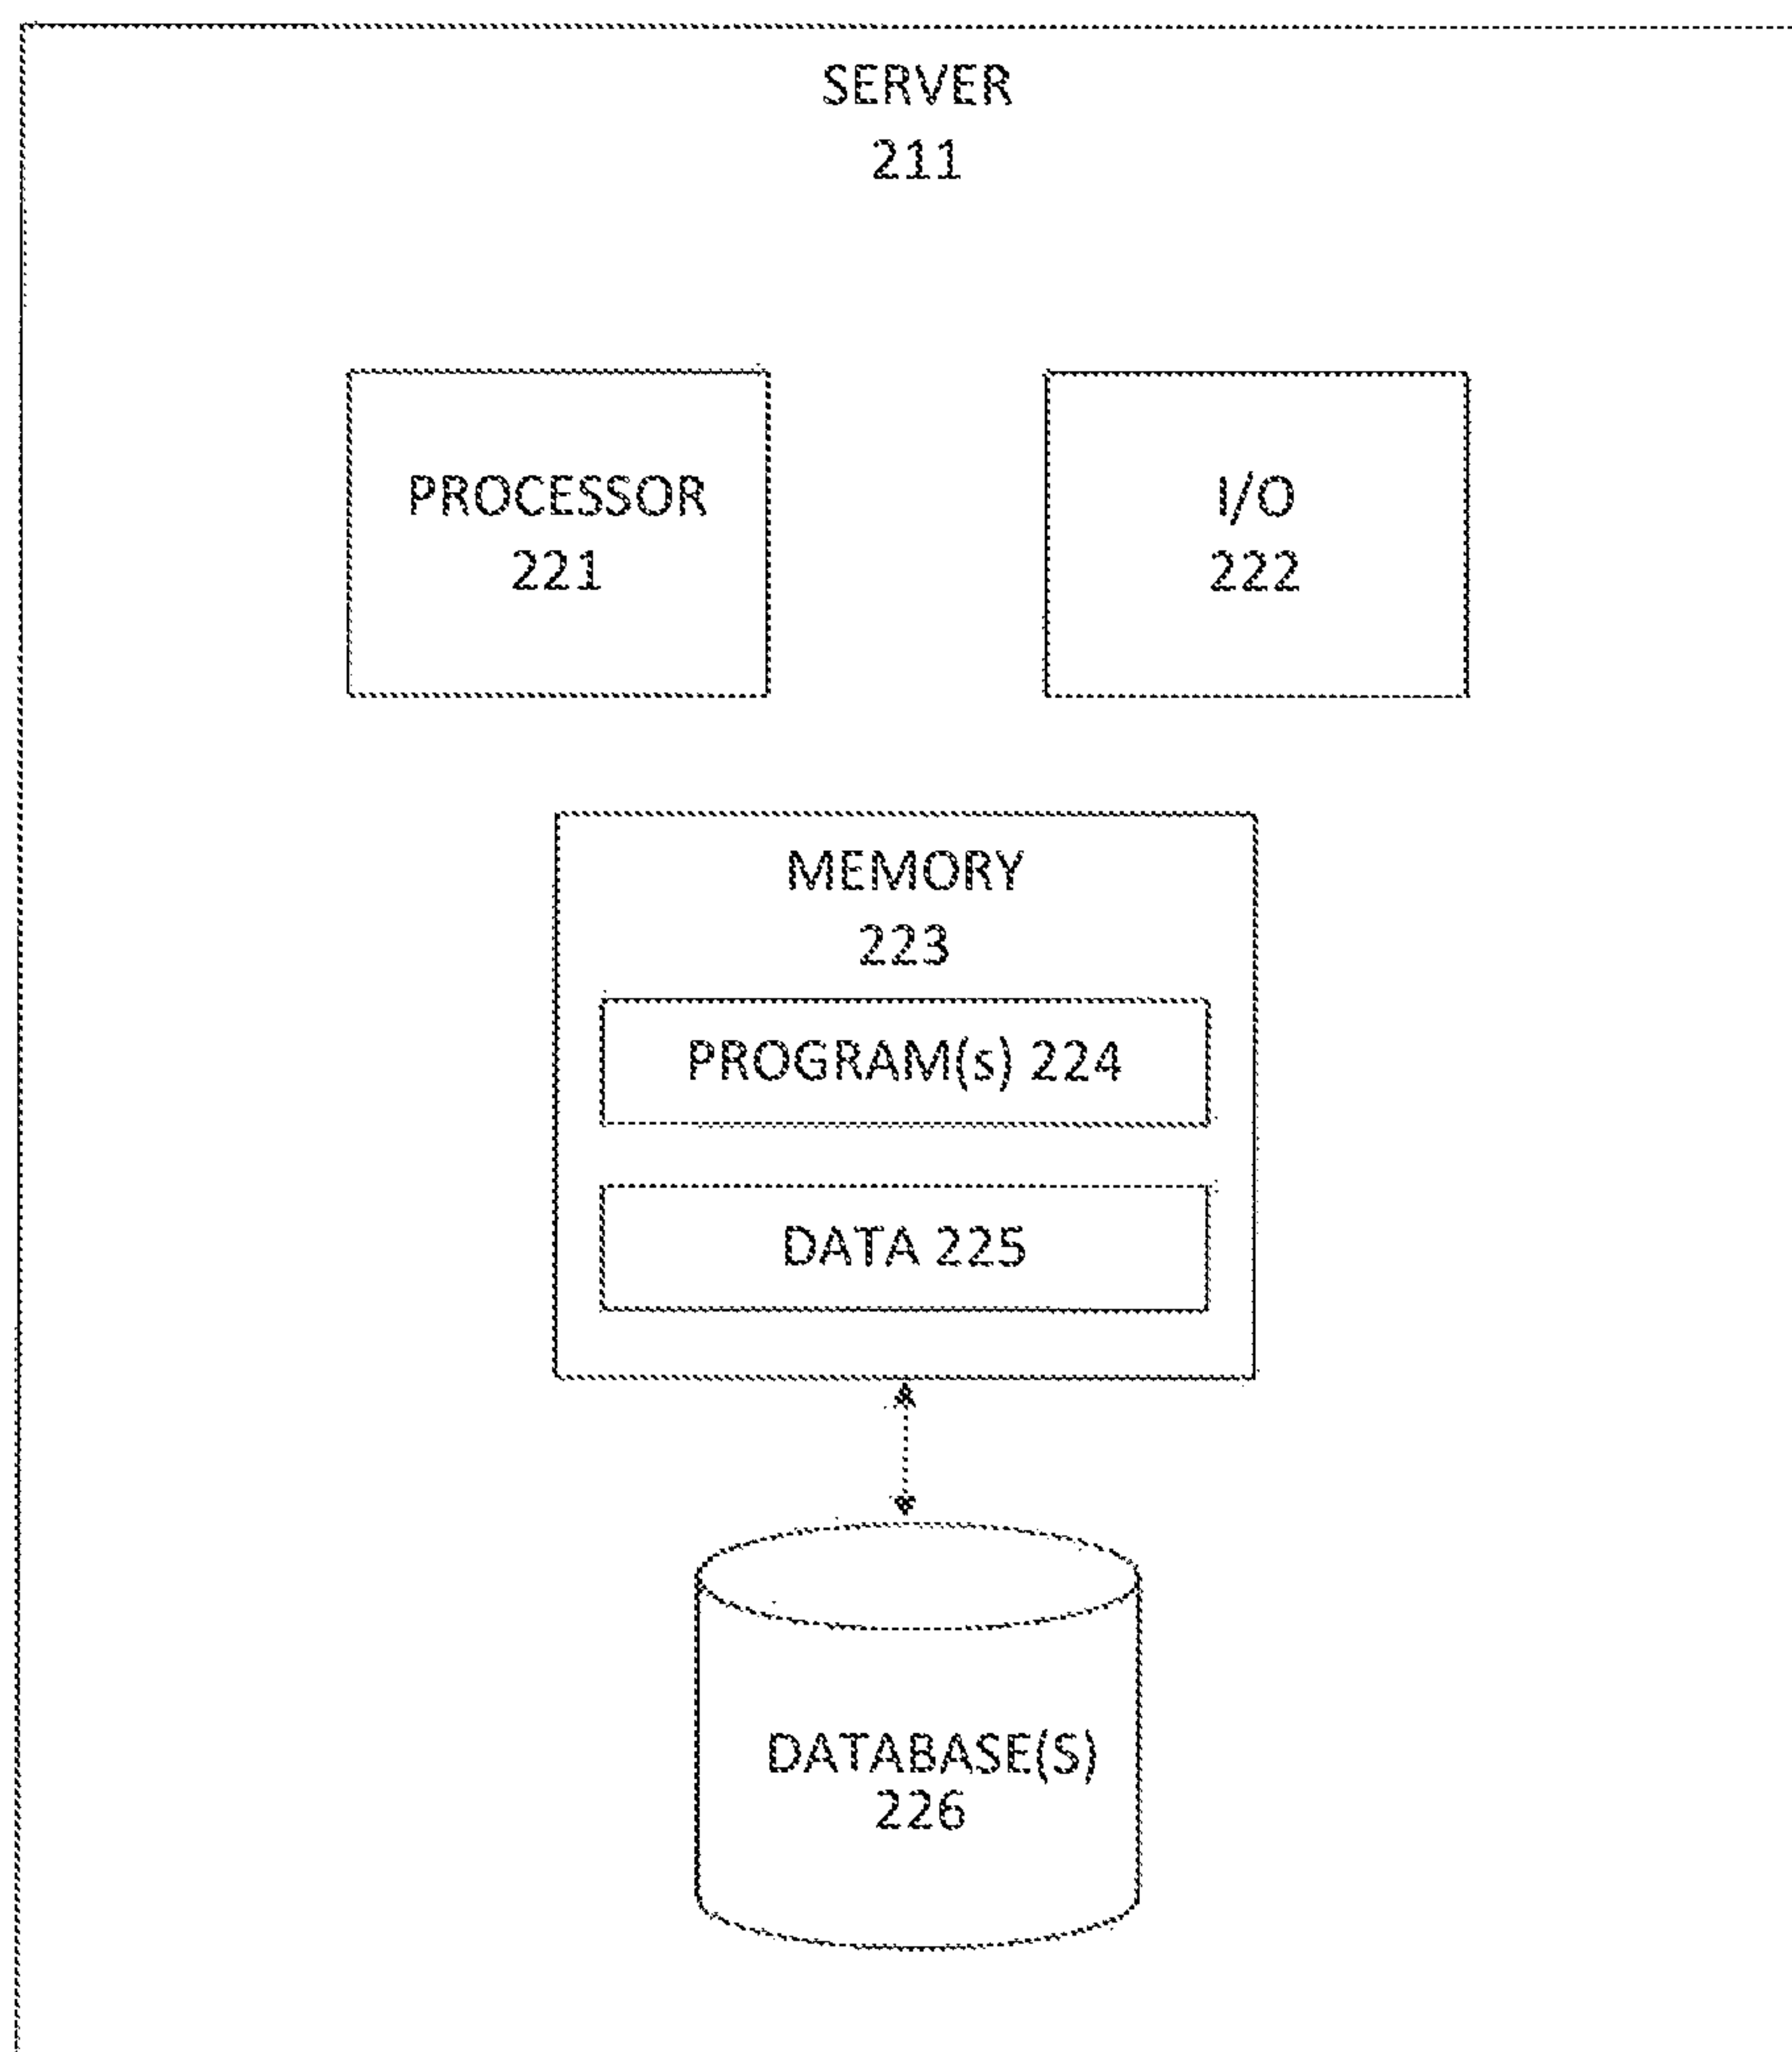 SERVER
211
PROCESSOR
221
I/O
222
MEMORY
223
PROGRAM(s) 224
DATA 225
DATABASE(S)
226